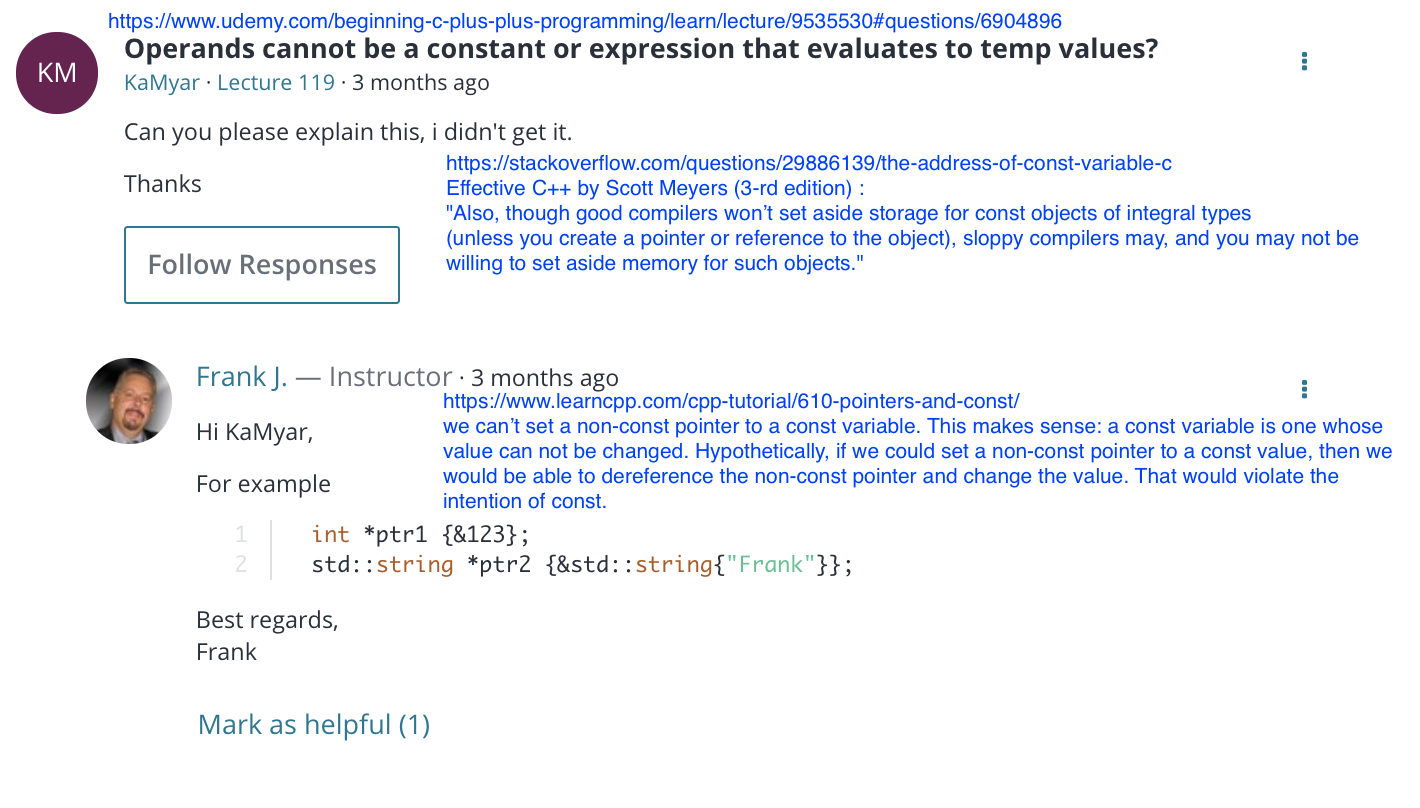 https://www.udemy.com/beginning-c-plus-plus-programming/learn/lecture/9535530#questions/6904896
KM
Operands cannot be a constant or expression that evaluates to temp values?
KaMyar · Lecture 119 · 3 months ago
Can you please explain this, i didn't get it.
Thanks
https://stackoverflow.com/questions/29886139/the-address-of-const-variable-c
Effective C++ by Scott Meyers (3-rd edition) :
"Also, though good compilers won’t set aside storage for const objects of integral types
(unless you create a pointer or reference to the object), sloppy compilers may, and you may not be
willing to set aside memory for such objects."
Follow Responses
Frank J. — Instructor · 3 months ago
https://www.learncpp.com/cpp-tutorial/610-pointers-and-const/
we can’t set a non-const pointer to a const variable. This makes sense: a const variable is one whose
value can not be changed. Hypothetically, if we could set a non-const pointer to a const value, then we
would be able to dereference the non-const pointer and change the value. That would violate the
intention of const.
Hi KaMyar,
For example
1 int *ptr1 {&123};
2 std::string *ptr2 {&std::string{"Frank"}};
Best regards,
Frank
Mark as helpful (1)